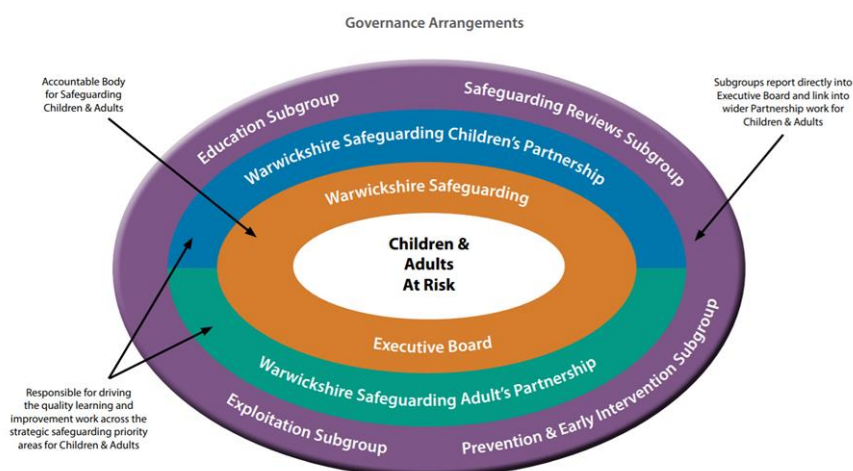 Governance Arrangements
Accountable Body
for Safeguarding
Children & Adults
Subgroups report directly into
Executive Board and link into
wider Partnership work for
Children & Adults
Education Subgroup
Safeguarding Reviews Subgroup
Warwickshire Safeguarding Children's Partnership
Warwickshire Safeguarding
Children &
Adults
At Risk
Executive Board
Warwickshire Safeguarding Adult's Partnership
Exploitation Subgroup
Prevention & Early Intervention Subgroup
Responsible for driving
the quality learning and
improvement work across the
strategic safeguarding priority
areas for Children & Adults